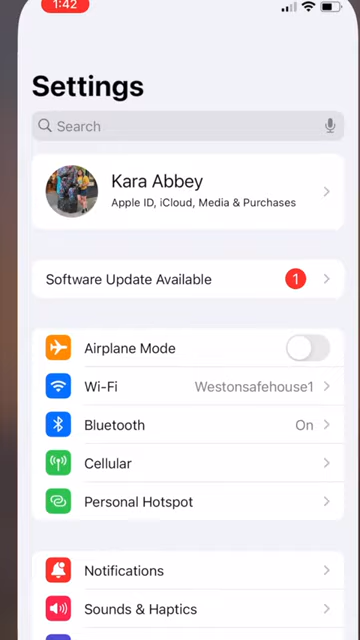 1:42
Settings
Search
Kara Abbey
Apple ID, iCloud, Media & Purchases
Software Update Available 1
Airplane Mode
Wi-Fi Westonsafehouse1
Bluetooth On
Cellular
Personal Hotspot
Notifications
Sounds & Haptics